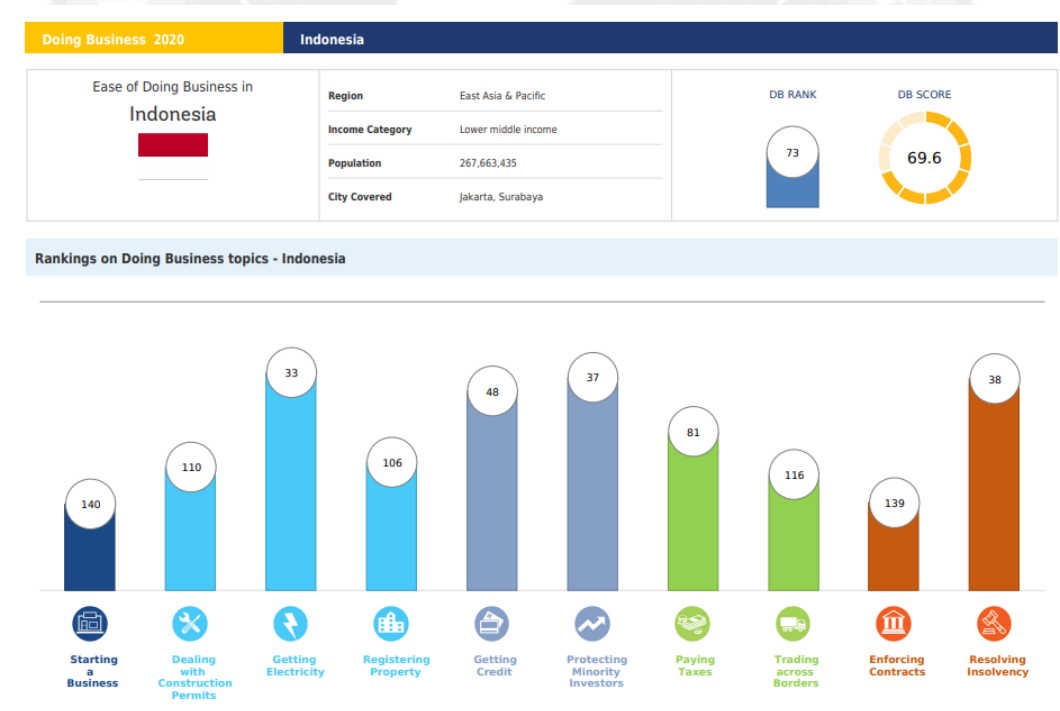 Doing Business 2020
Indonesia
Ease of Doing Business in
Indonesia
Region East Asia & Pacific
Income Category Lower middle income
Population 267,663,435
City Covered Jakarta, Surabaya
DB RANK
DB SCORE
73
69.6
Rankings on Doing Business topics - Indonesia
140
110
33
106
48
37
81
116
139
38
Starting
a
Business
Dealing
with
Construction
Permits
Getting
Electricity
Registering
Property
Getting
Credit
Protecting
Minority
Investors
Paying
Taxes
Trading
across
Borders
Enforcing
Contracts
Resolving
Insolvency